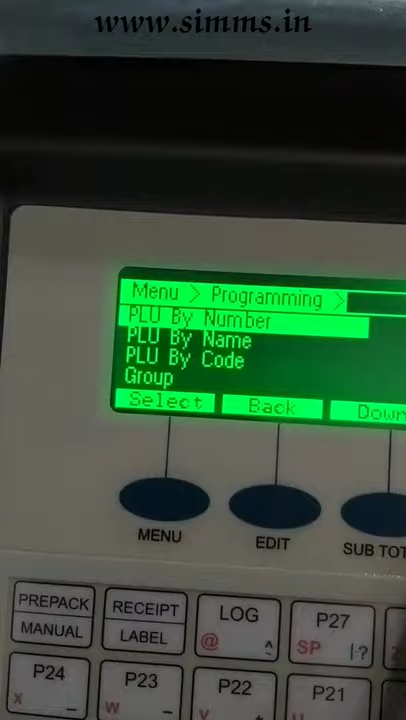 www.simms.in
Menu > Programming >
PLU By Number
PLU By Name
PLU By Code
Group
Select Back Down
MENU EDIT SUB TOT
PREPACK RECEIPT LOG P27
MANUAL LABEL @ ^ SP |?
P24 P23 P22 P21
X _ W – V